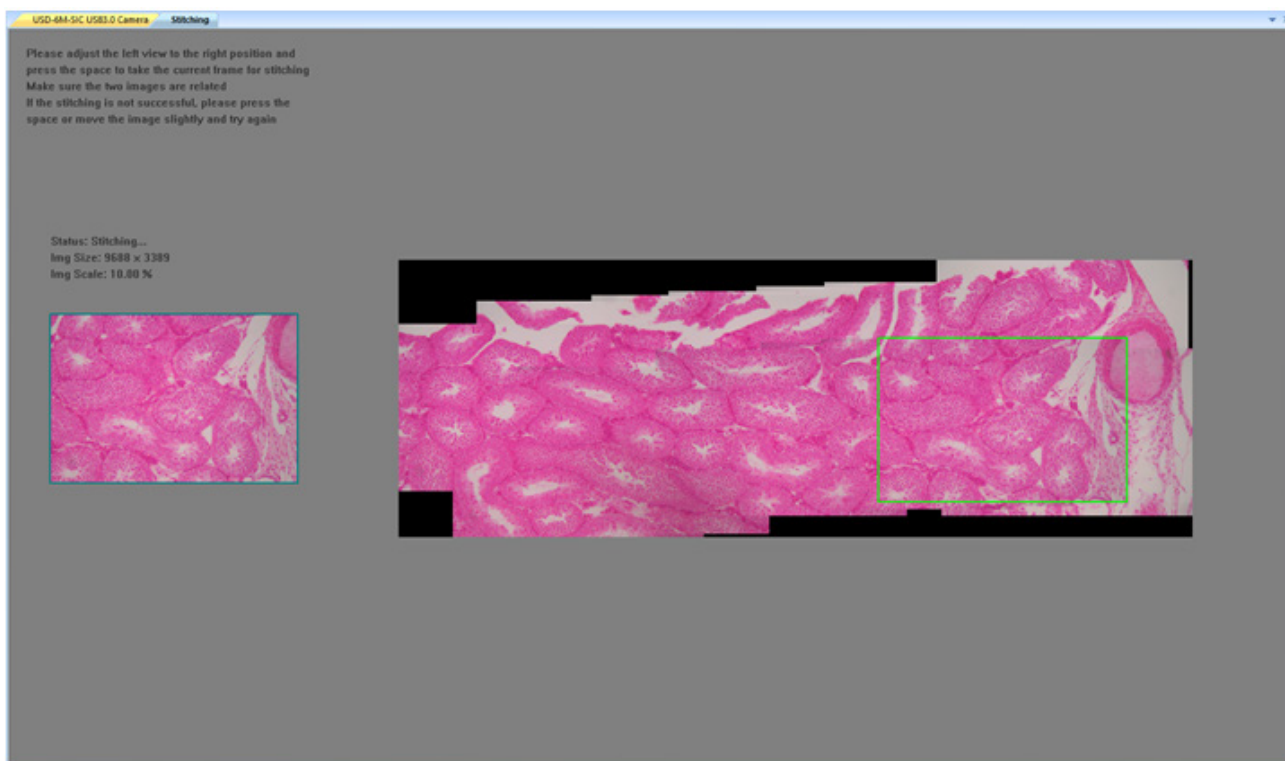 USD-6M-SIC USB3.0 Camera
Stitching
Please adjust the left view to the right position and
press the space to take the current frame for stitching
Make sure the two images are related
If the stitching is not successful, please press the
space or move the image slightly and try again
Status: Stitching...
Img Size: 9688 x 3389
Img Scale: 10.00 %